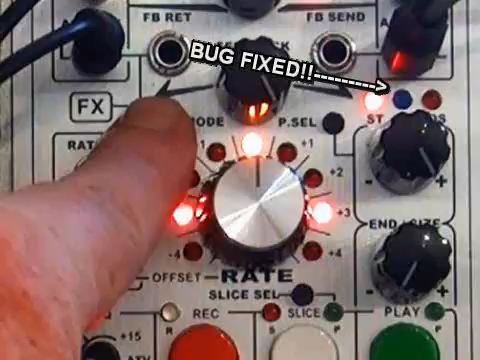 FB RET
FB SEND
BUG FIXED!!--------->
FX
P.SEL
ST
-1
+1
+2
+3
-4
+4
- +
END/SIZE
OFFSET
RATE
- +
SLICE SEL
R
REC
S
SLICE
P
PLAY
+15